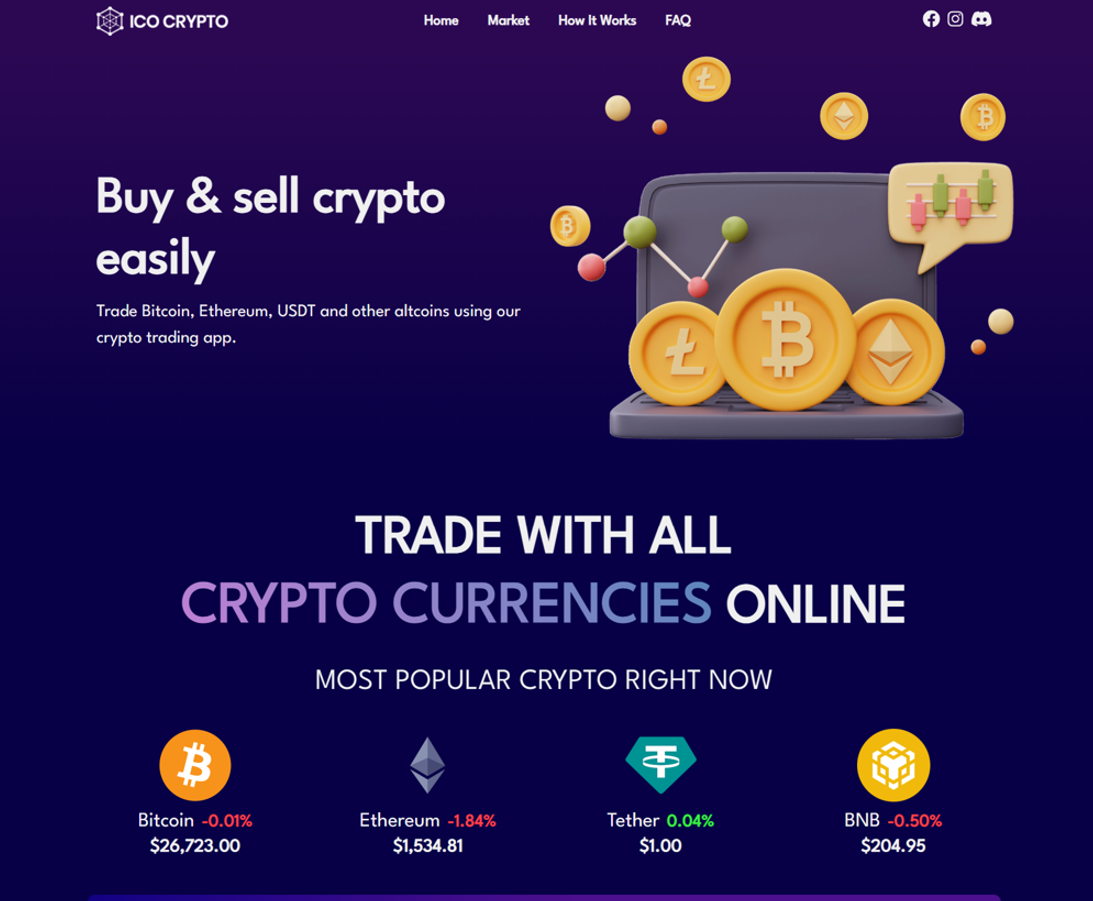 ICO CRYPTO
Home Market How It Works FAQ
Buy & sell crypto
easily
Trade Bitcoin, Ethereum, USDT and other altcoins using our
crypto trading app.
TRADE WITH ALL
CRYPTO CURRENCIES ONLINE
MOST POPULAR CRYPTO RIGHT NOW
Bitcoin -0.01%
$26,723.00
Ethereum -1.84%
$1,534.81
Tether 0.04%
$1.00
BNB -0.50%
$204.95